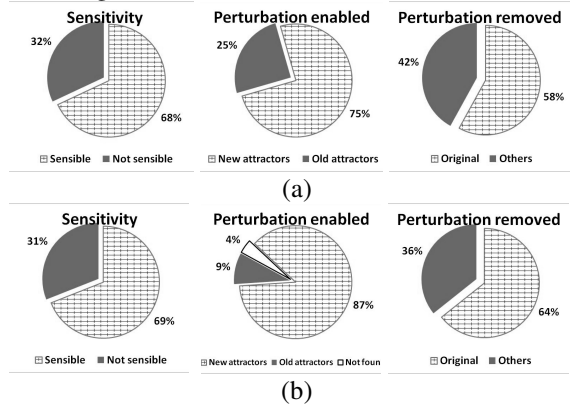 Sensitivity
32%
68%
Sensible Not sensible
Perturbation enabled
25%
75%
New attractors Old attractors
Perturbation removed
42%
58%
Original Others
(a)
Sensitivity
31%
69%
Sensible Not sensible
Perturbation enabled
4%
9%
87%
New attractors Old attractors Not foun
Perturbation removed
36%
64%
Original Others
(b)